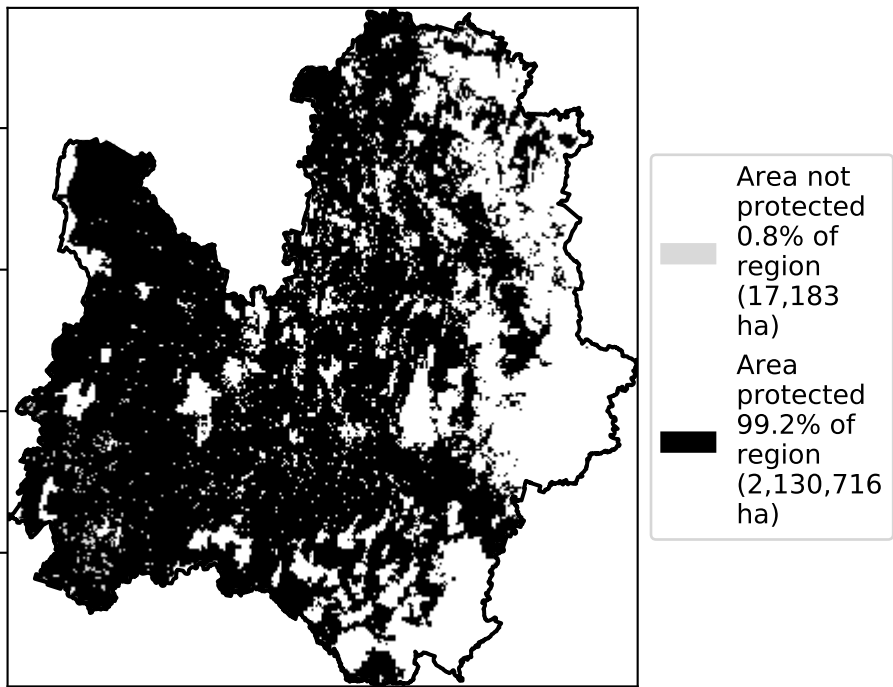 Area not
protected
0.8% of
region
(17,183
ha)
Area
protected
99.2% of
region
(2,130,716
ha)